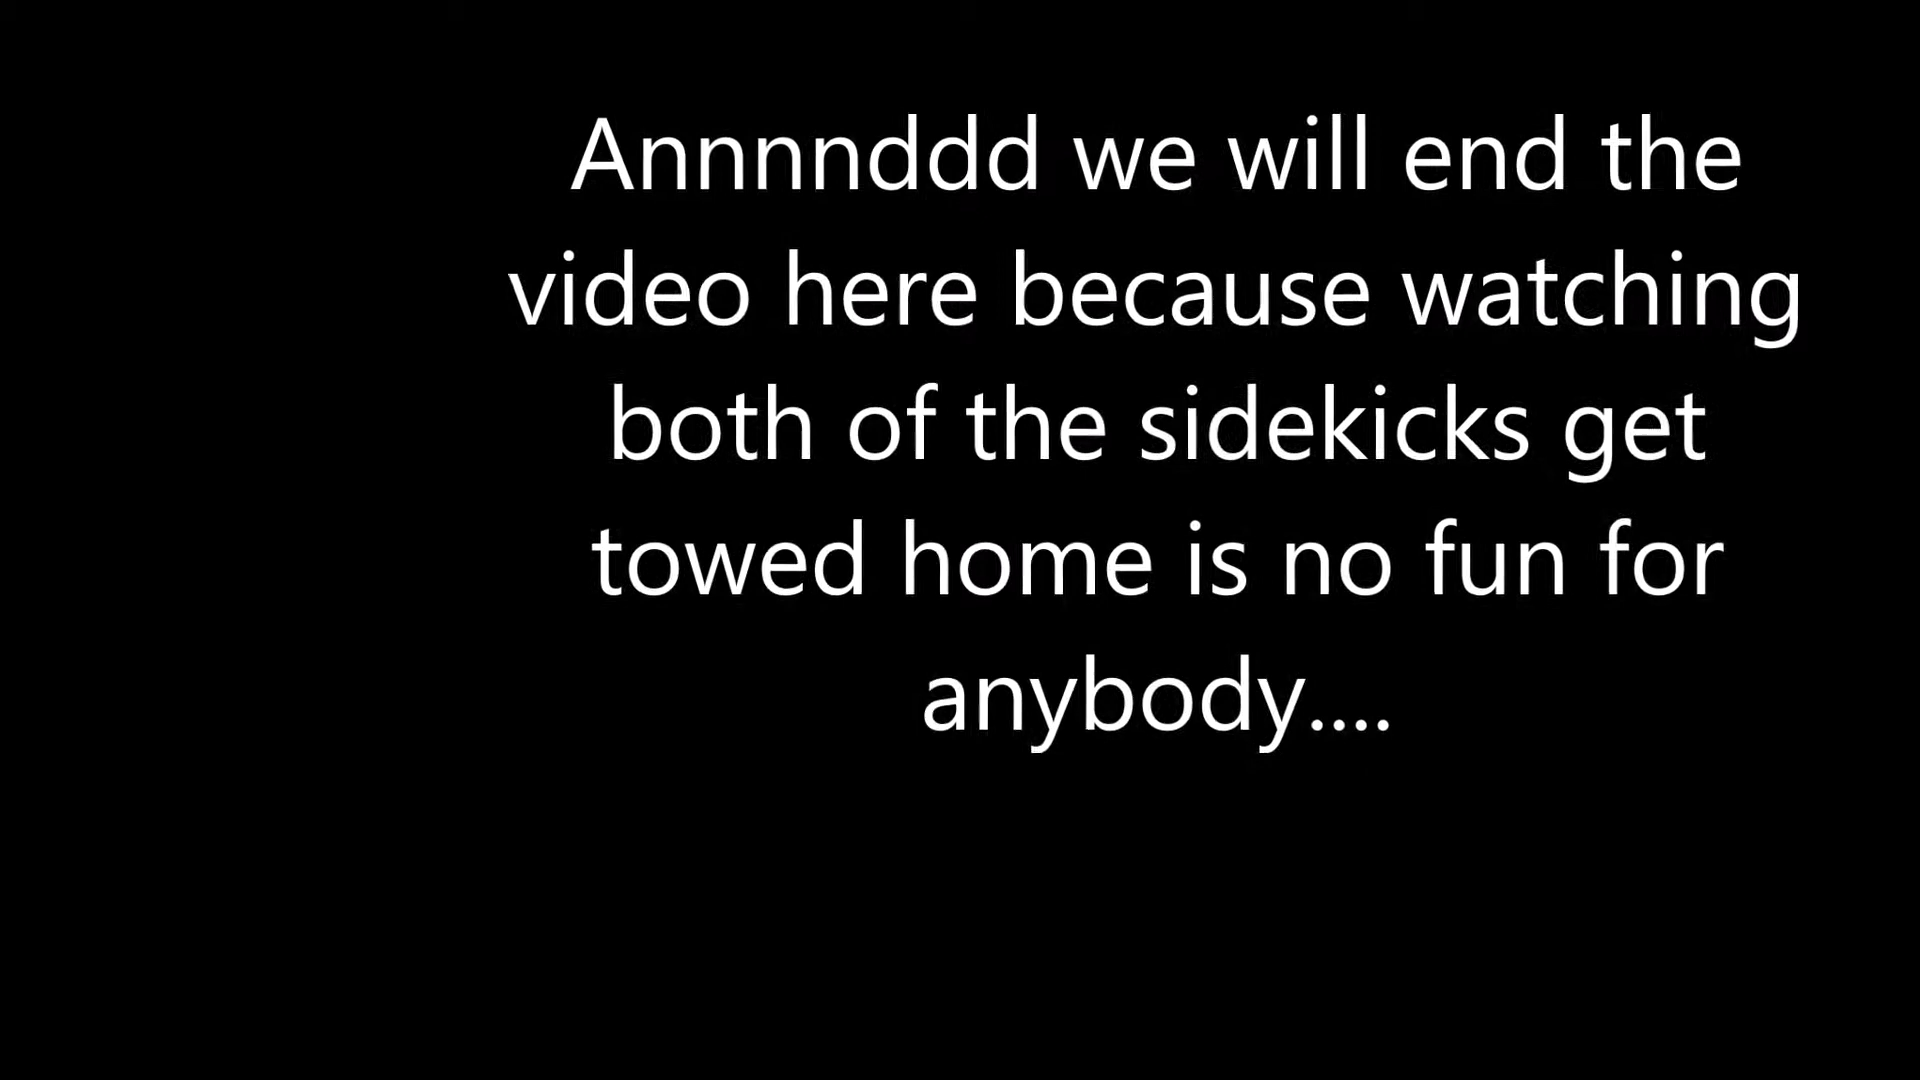 Annnnddd we will end the
video here because watching
both of the sidekicks get
towed home is no fun for
anybody....